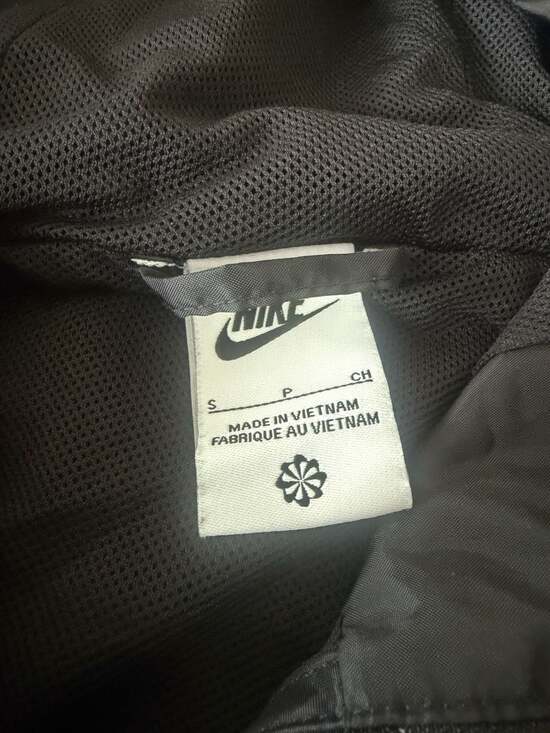 NIKE
S P CH
MADE IN VIETNAM
FABRIQUE AU VIETNAM